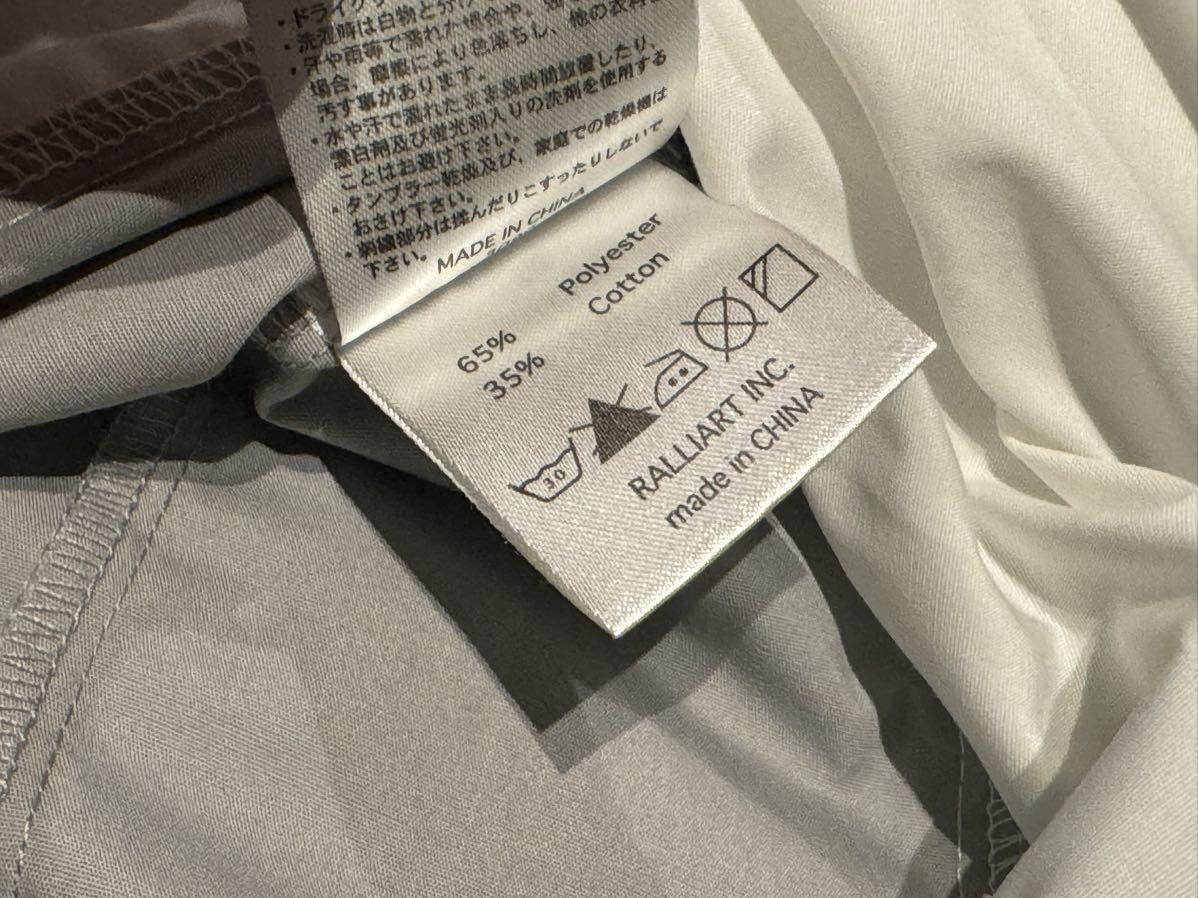 ・ドライクリ
・洗濯時は白物と分け
・汗や雨等で濡れた場合や、
場合、摩擦により色落ちし、他の衣料を
汚す事があります。
・水や汗で濡れたまま長時間放置したり、
漂白剤及び蛍光剤入りの洗剤を使用する
ことはお避け下さい。
・タンブラー乾燥及び、家庭での乾燥機は
おさけ下さい。
・刺繍部分は揉んだりこすったりしないで
下さい。
MADE IN CHINA
65% Polyester
35% Cotton
30
RALLIART INC.
made in CHINA